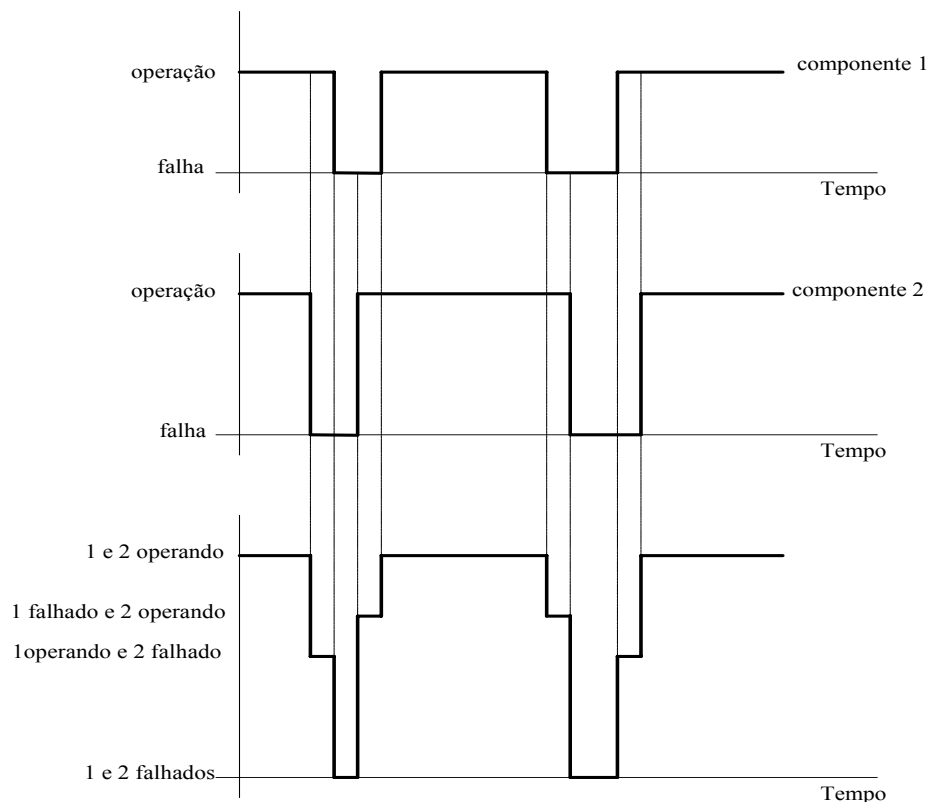 operação
componente 1
falha
Tempo
operação
componente 2
falha
Tempo
1 e 2 operando
1 falhado e 2 operando
1operando e 2 falhado
1 e 2 falhados
Tempo